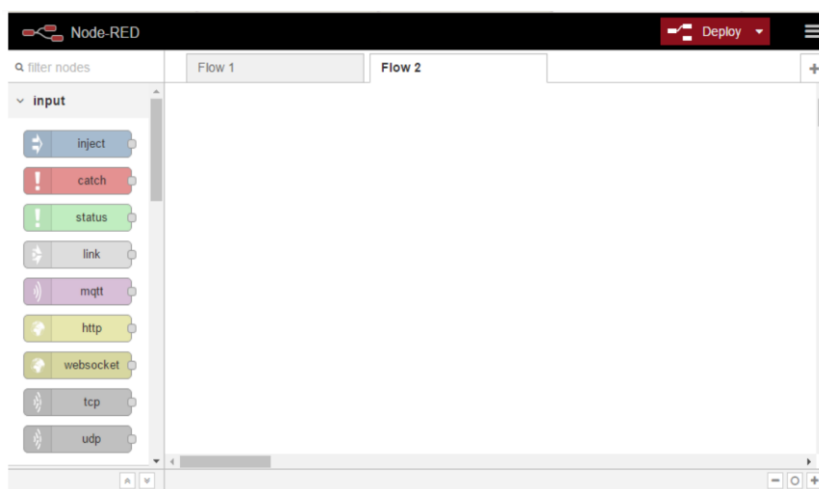 Node-RED
Deploy
filter nodes
Flow 1
Flow 2
input
inject
catch
status
link
mqtt
http
websocket
tcp
udp